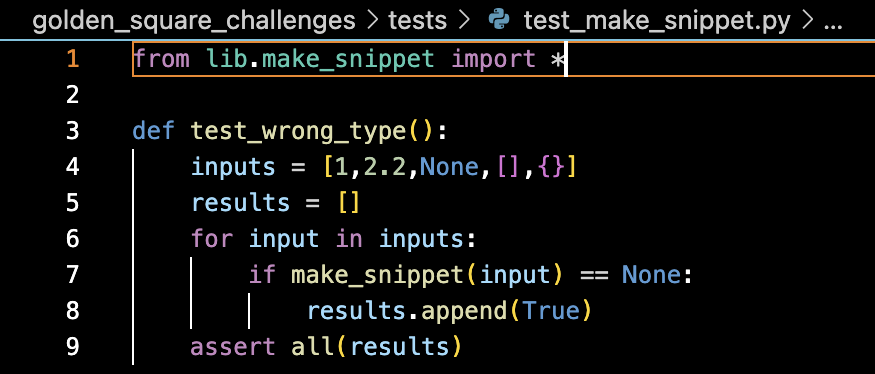 golden_square_challenges > tests > test_make_snippet.py > ...
1 from lib.make_snippet import *
2
3 def test_wrong_type():
4     inputs = [1,2.2,None,[],{}]
5     results = []
6     for input in inputs:
7         if make_snippet(input) == None:
8             results.append(True)
9     assert all(results)